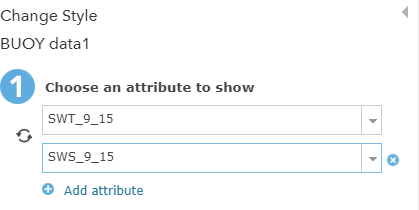 Change Style
BUOY data1
1 Choose an attribute to show
SWT_9_15
SWS_9_15
Add attribute